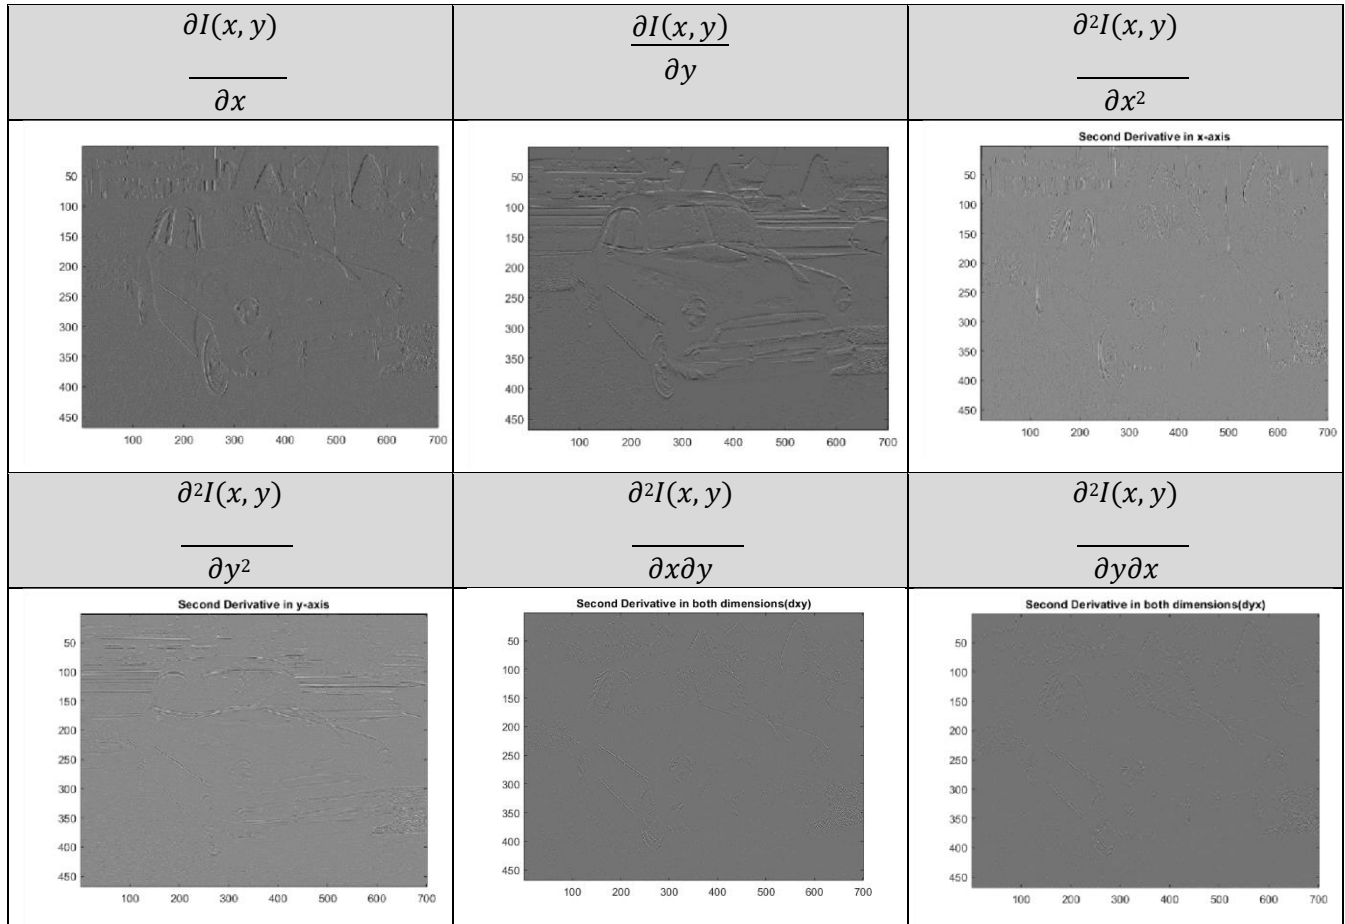 ∂I(x, y)
∂x
∂I(x, y)
∂y
∂²I(x, y)
∂x²
50
100
150
200
250
300
350
400
450
100 200 300 400 500 600 700
50
100
150
200
250
300
350
400
450
100 200 300 400 500 600 700
Second Derivative in x-axis
50
100
150
200
250
300
350
400
450
100 200 300 400 500 600 700
∂²I(x, y)
∂y²
∂²I(x, y)
∂x∂y
∂²I(x, y)
∂y∂x
Second Derivative in y-axis
50
100
150
200
250
300
350
400
450
100 200 300 400 500 600 700
Second Derivative in both dimensions(dxy)
50
100
150
200
250
300
350
400
450
100 200 300 400 500 600 700
Second Derivative in both dimensions(dyx)
50
100
150
200
250
300
350
400
450
100 200 300 400 500 600 700